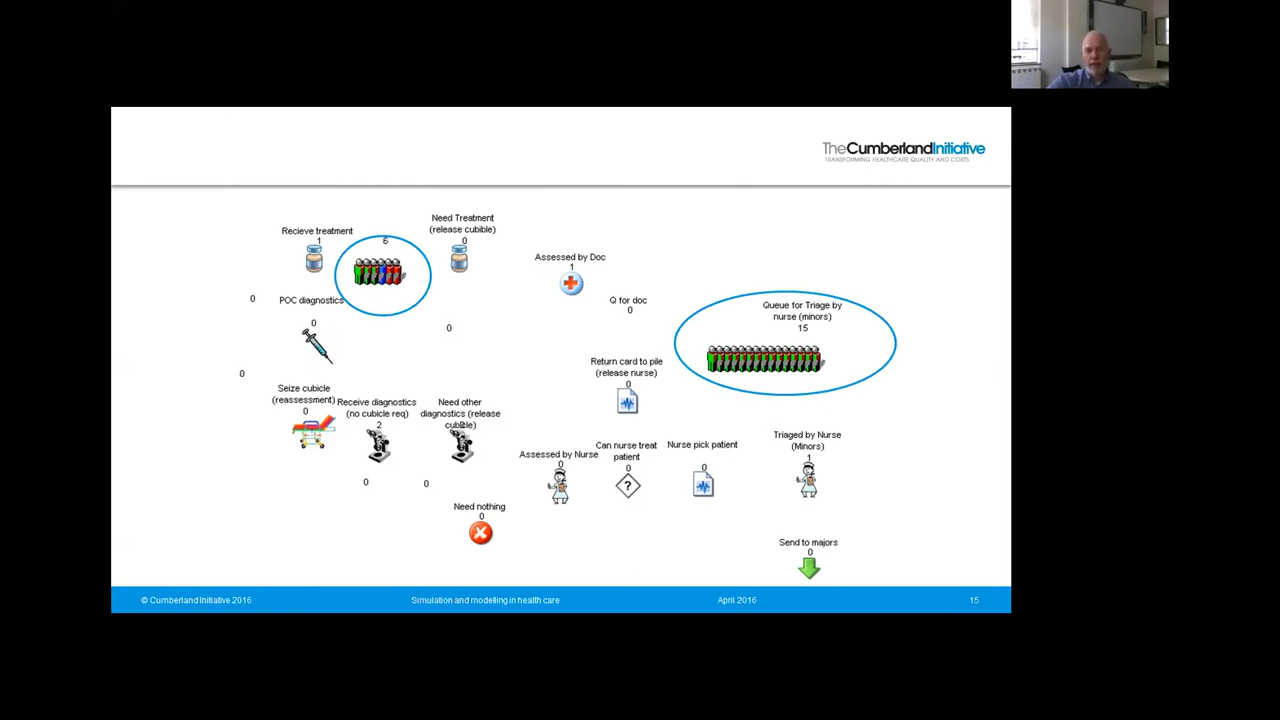 TheCumberlandInitiative
TRANSFORMING HEALTHCARE QUALITY AND COSTS
Recieve treatment
1
6
Need Treatment
(release cubible)
0
Assessed by Doc
1
0
POC diagnostics
0
0
Q for doc
0
Queue for Triage by
nurse (minors)
15
0
Return card to pile
(release nurse)
0
Seize cubicle
(reassessment)
0
Receive diagnostics
(no cubicle req)
2
Need other
diagnostics (release
cubicle)
Assessed by Nurse
0
Can nurse treat
patient
0
?
Nurse pick patient
0
Triaged by Nurse
(Minors)
1
0
0
Need nothing
0
Send to majors
0
© Cumberland Initiative 2016
Simulation and modelling in health care
April 2016
15